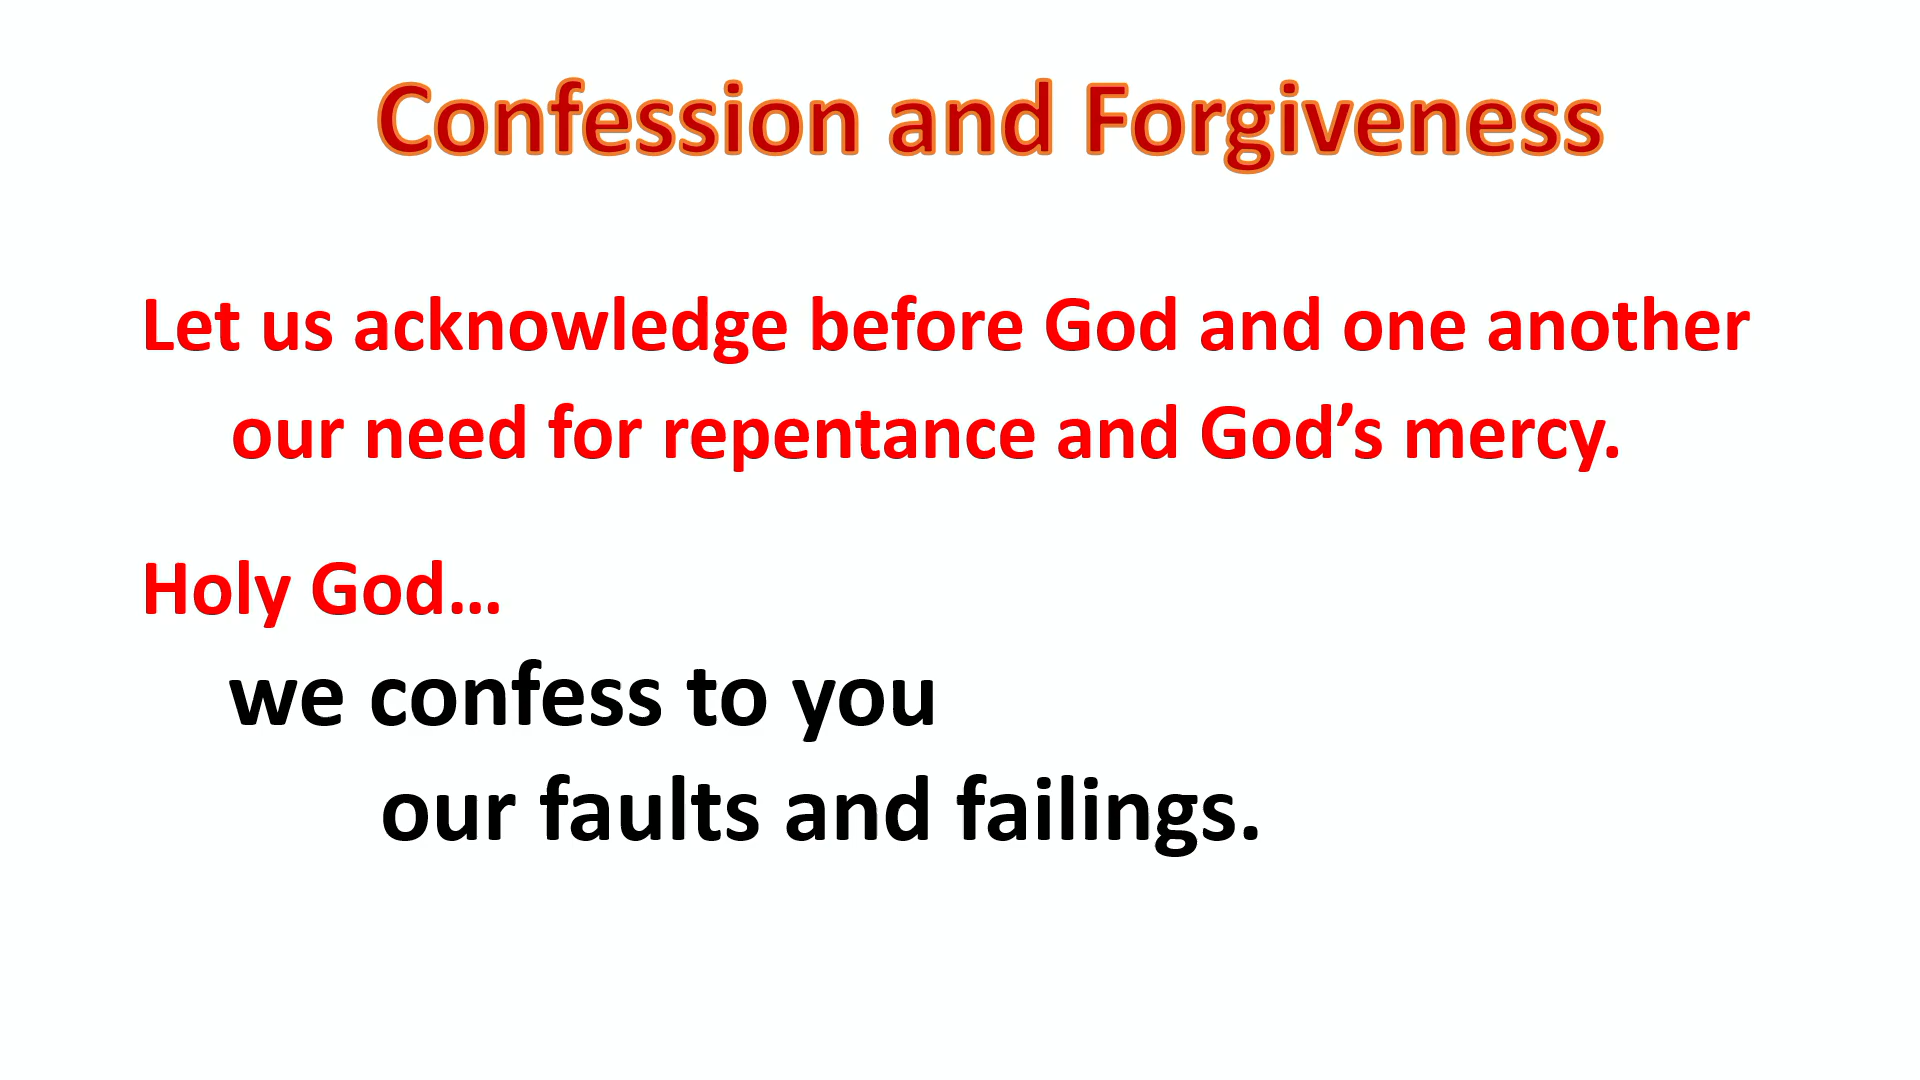 Confession and Forgiveness
Let us acknowledge before God and one another
our need for repentance and God’s mercy.
Holy God…
we confess to you
our faults and failings.